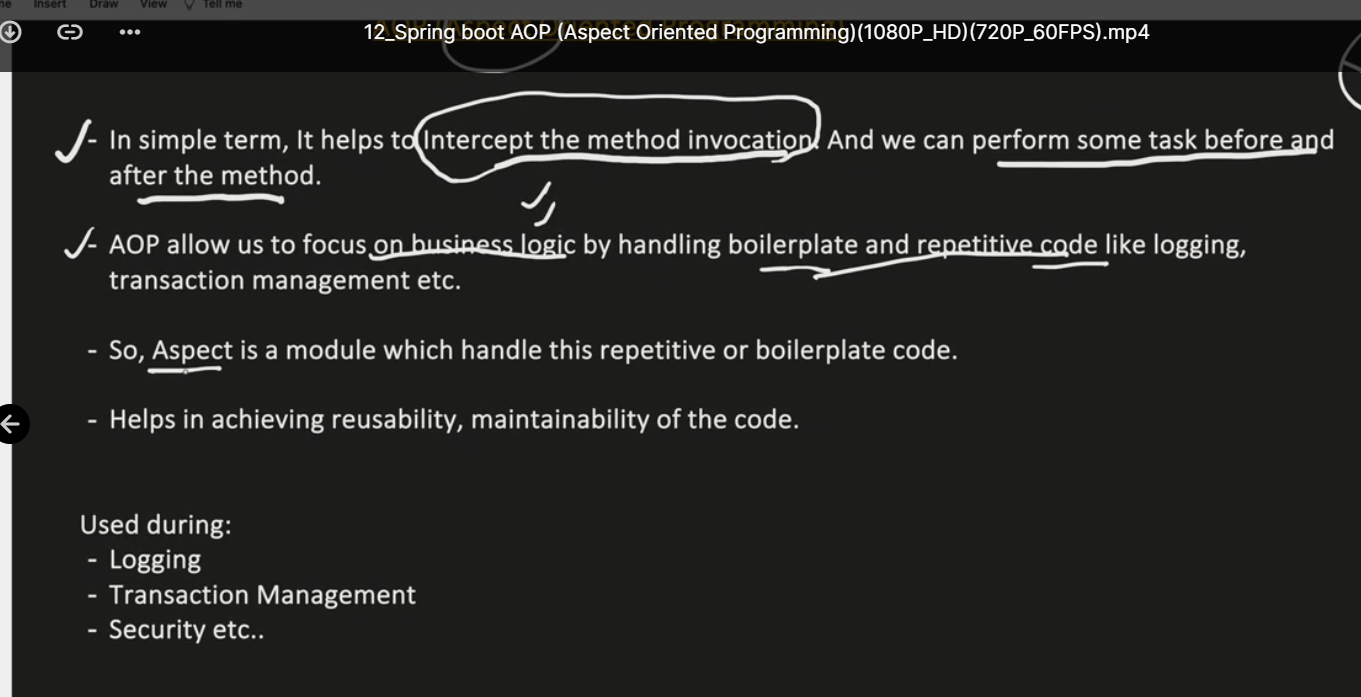 Insert Draw View Tell me
12_Spring boot AOP (Aspect Oriented Programming)(1080P_HD)(720P_60FPS).mp4
- In simple term, It helps to Intercept the method invocation. And we can perform some task before and
after the method.
- AOP allow us to focus on business logic by handling boilerplate and repetitive code like logging,
transaction management etc.
- So, Aspect is a module which handle this repetitive or boilerplate code.
- Helps in achieving reusability, maintainability of the code.
Used during:
- Logging
- Transaction Management
- Security etc..